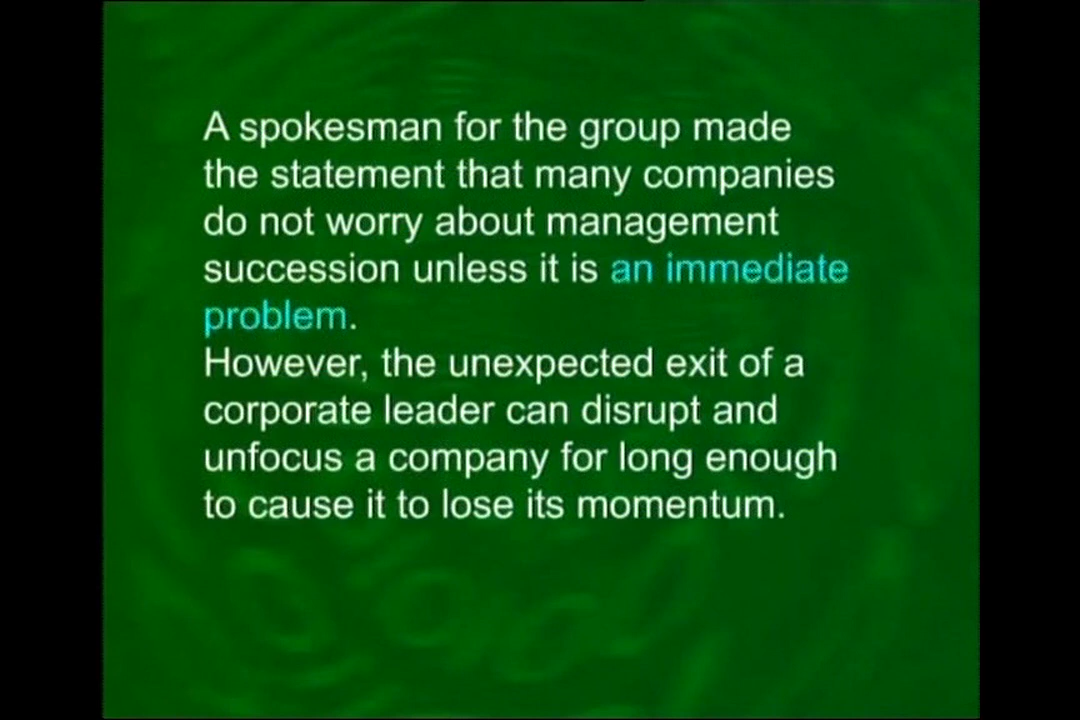 A spokesman for the group made
the statement that many companies
do not worry about management
succession unless it is an immediate
problem.
However, the unexpected exit of a
corporate leader can disrupt and
unfocus a company for long enough
to cause it to lose its momentum.